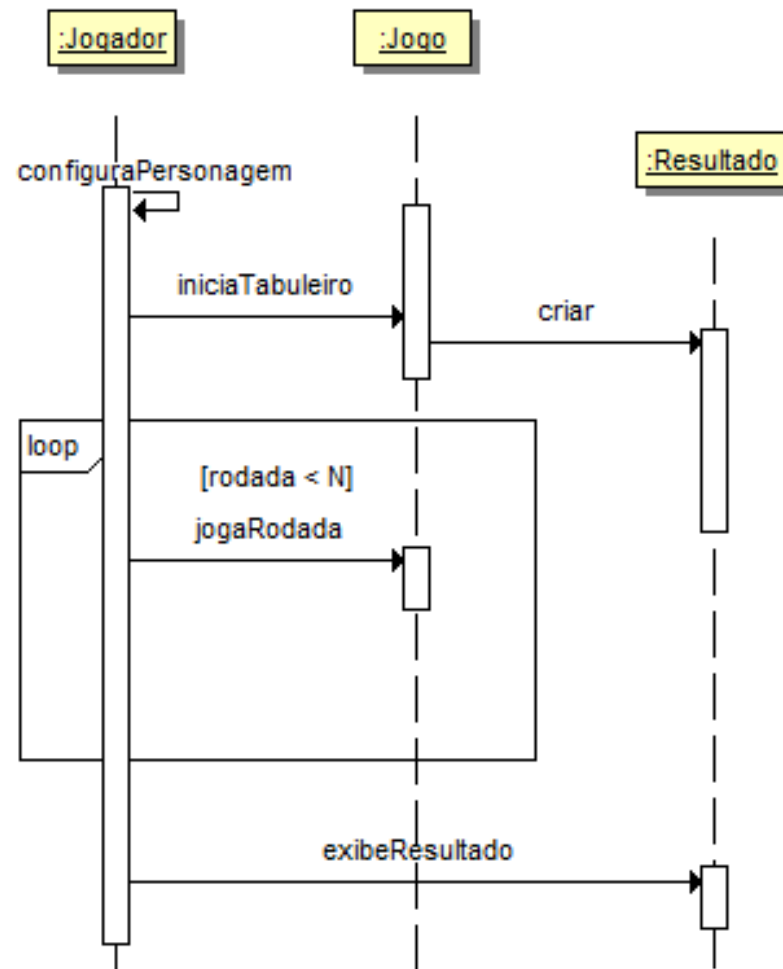 :Jogador
:Jogo
:Resultado
configuraPersonagem
iniciaTabuleiro
criar
loop
[rodada < N]
jogaRodada
exibeResultado